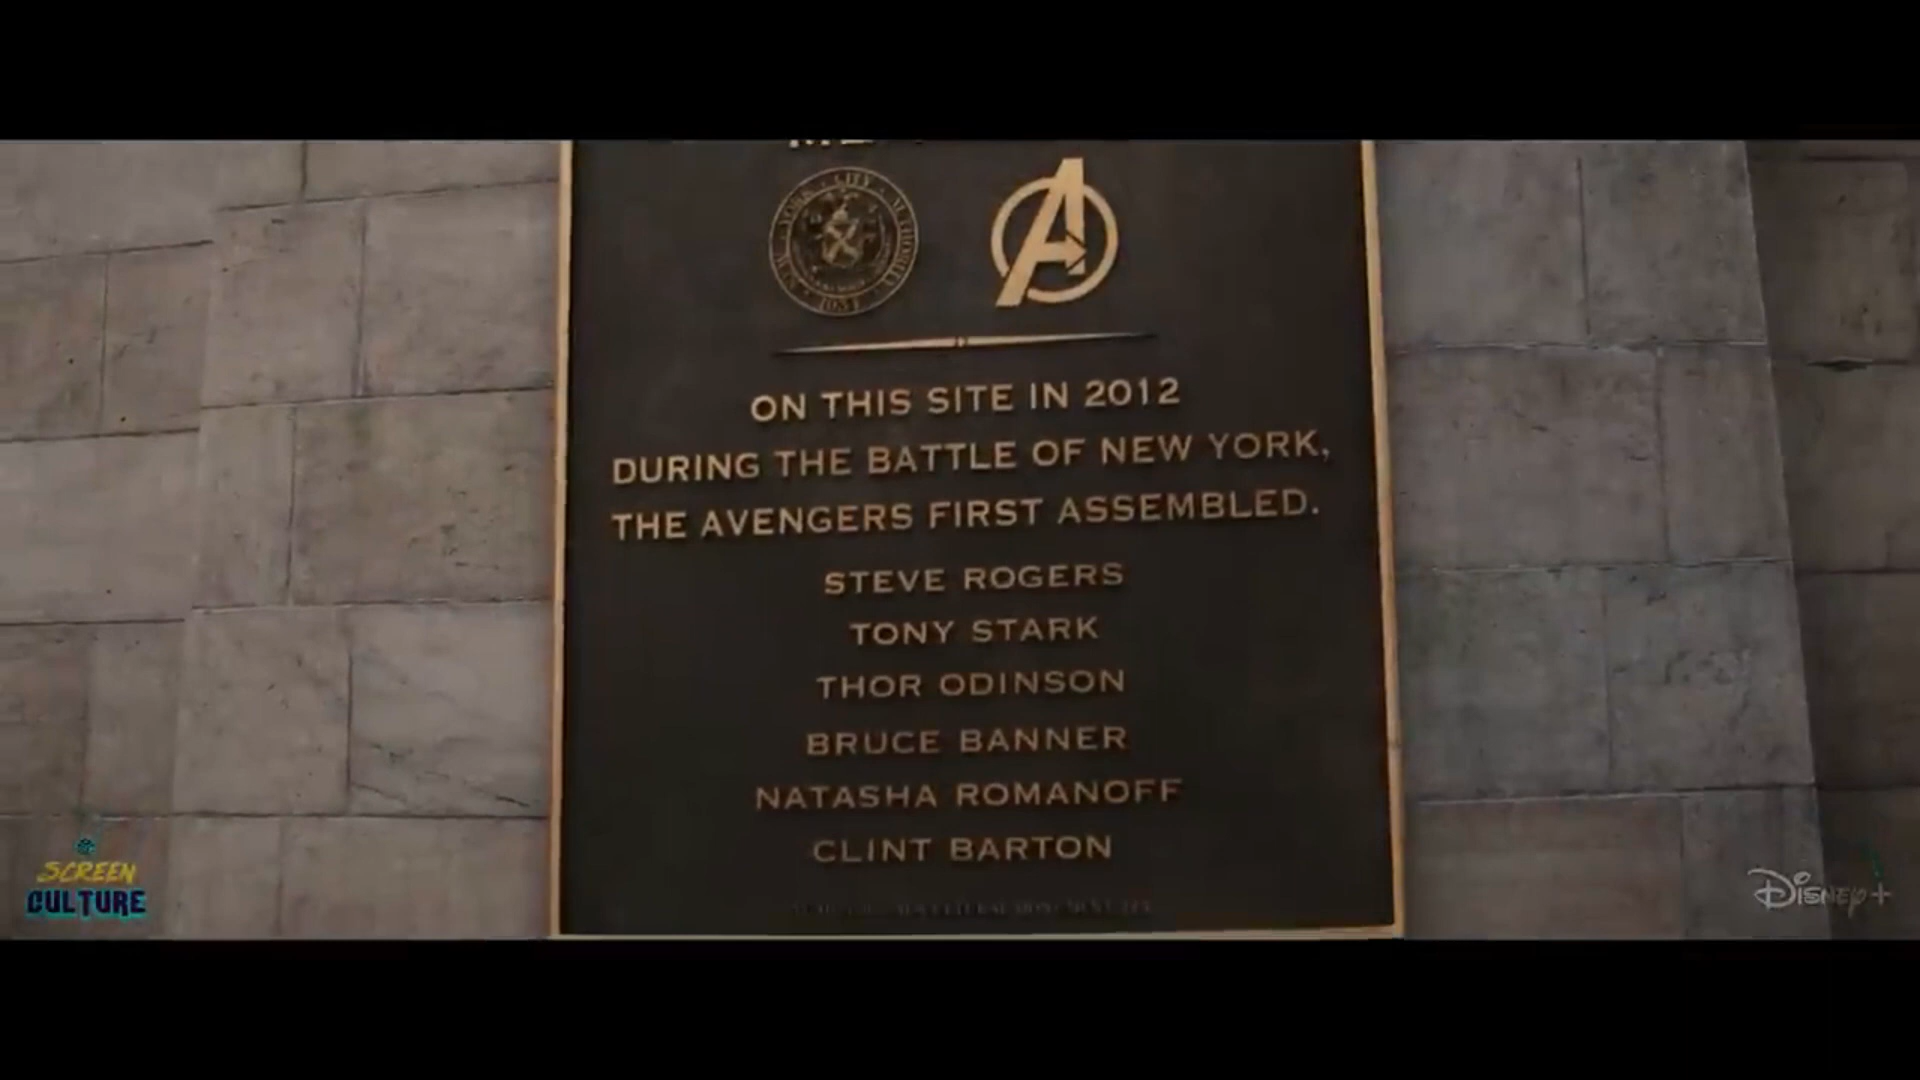 ON THIS SITE IN 2012
DURING THE BATTLE OF NEW YORK,
THE AVENGERS FIRST ASSEMBLED.
STEVE ROGERS
TONY STARK
THOR ODINSON
BRUCE BANNER
NATASHA ROMANOFF
CLINT BARTON
SCREEN
CULTURE
Disney+